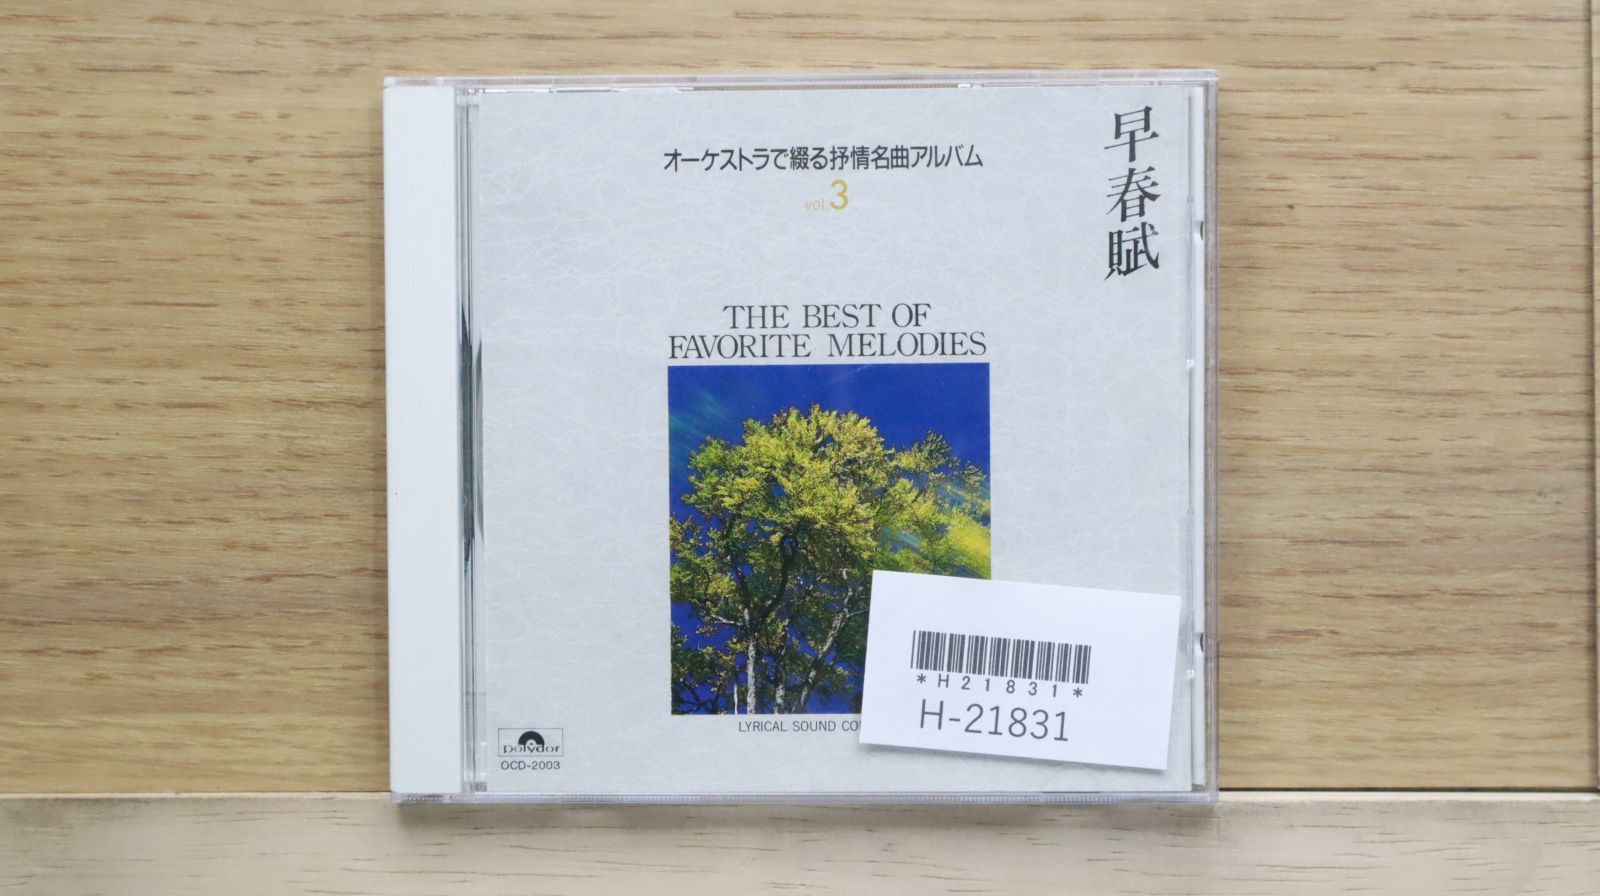 オーケストラで綴る抒情名曲アルバム
vol.3
早春賦
THE BEST OF
FAVORITE MELODIES
LYRICAL SOUND
polydor
OCD-2003
*H21831*
H-21831